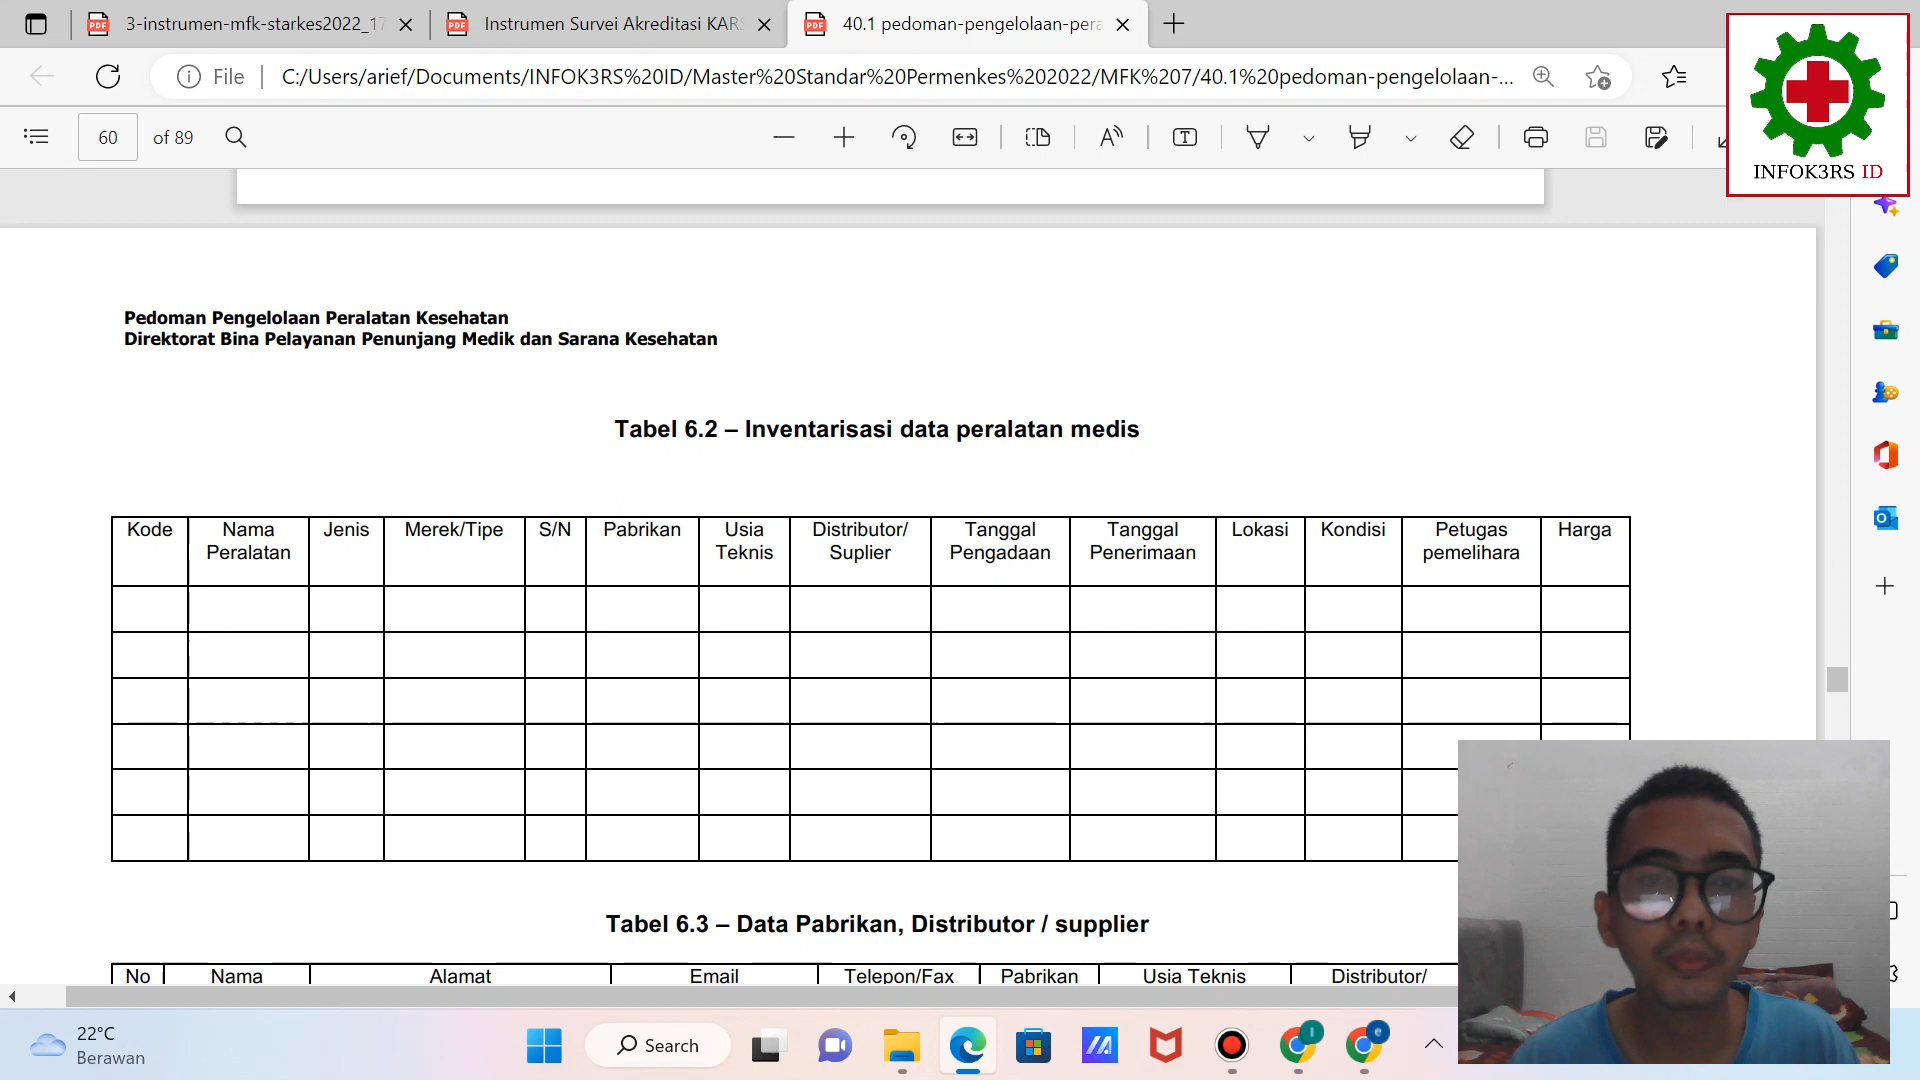 3-instrumen-mfk-starkes2022_17
Instrumen Survei Akreditasi KARS
40.1 pedoman-pengelolaan-pera
File
C:/Users/arief/Documents/INFOK3RS%20ID/Master%20Standar%20Permenkes%202022/MFK%207/40.1%20pedoman-pengelolaan-...
60 of 89
INFOK3RS ID
Pedoman Pengelolaan Peralatan Kesehatan
Direktorat Bina Pelayanan Penunjang Medik dan Sarana Kesehatan
Tabel 6.2 – Inventarisasi data peralatan medis
Kode Nama Peralatan Jenis Merek/Tipe S/N Pabrikan Usia Teknis Distributor/ Suplier Tanggal Pengadaan Tanggal Penerimaan Lokasi Kondisi Petugas pemelihara Harga
Tabel 6.3 – Data Pabrikan, Distributor / supplier
No Nama Alamat Email Telepon/Fax Pabrikan Usia Teknis Distributor/
22°C
Berawan
Search